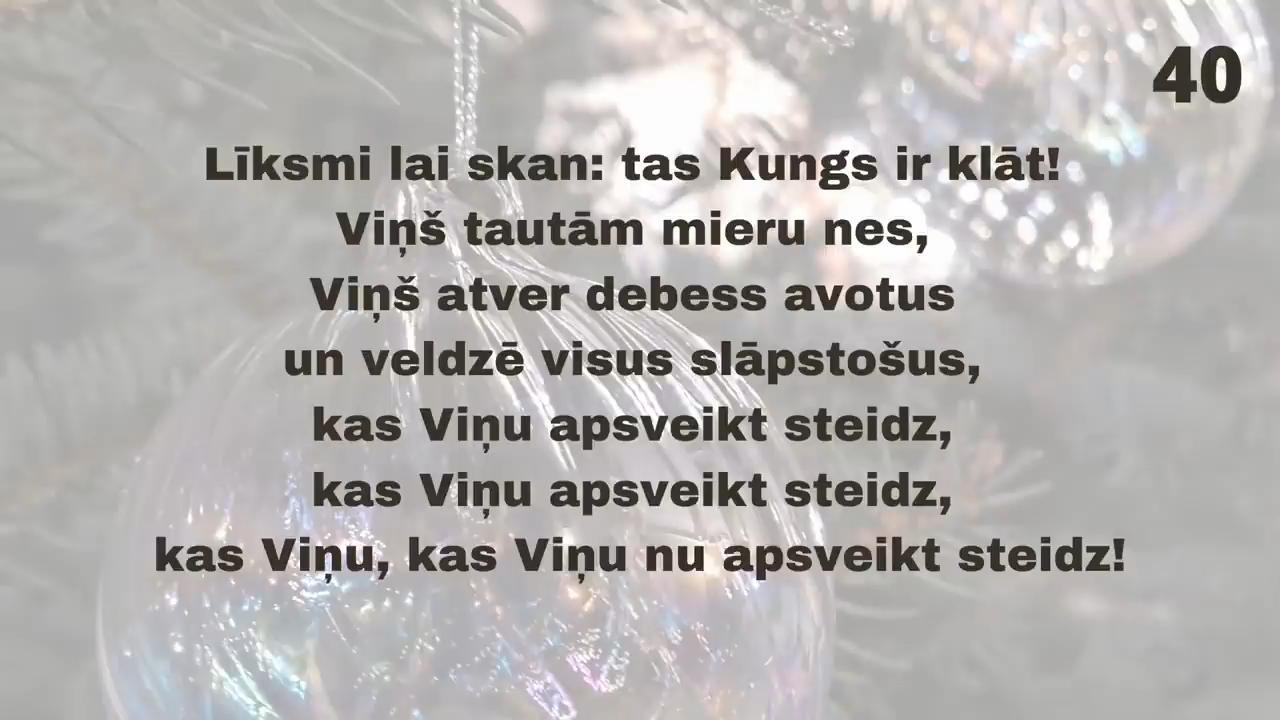 40
Līksmi lai skan: tas Kungs ir klāt!
Viņš tautām mieru nes,
Viņš atver debess avotus
un veldzē visus slāpstošus,
kas Viņu apsveikt steidz,
kas Viņu apsveikt steidz,
kas Viņu, kas Viņu nu apsveikt steidz!